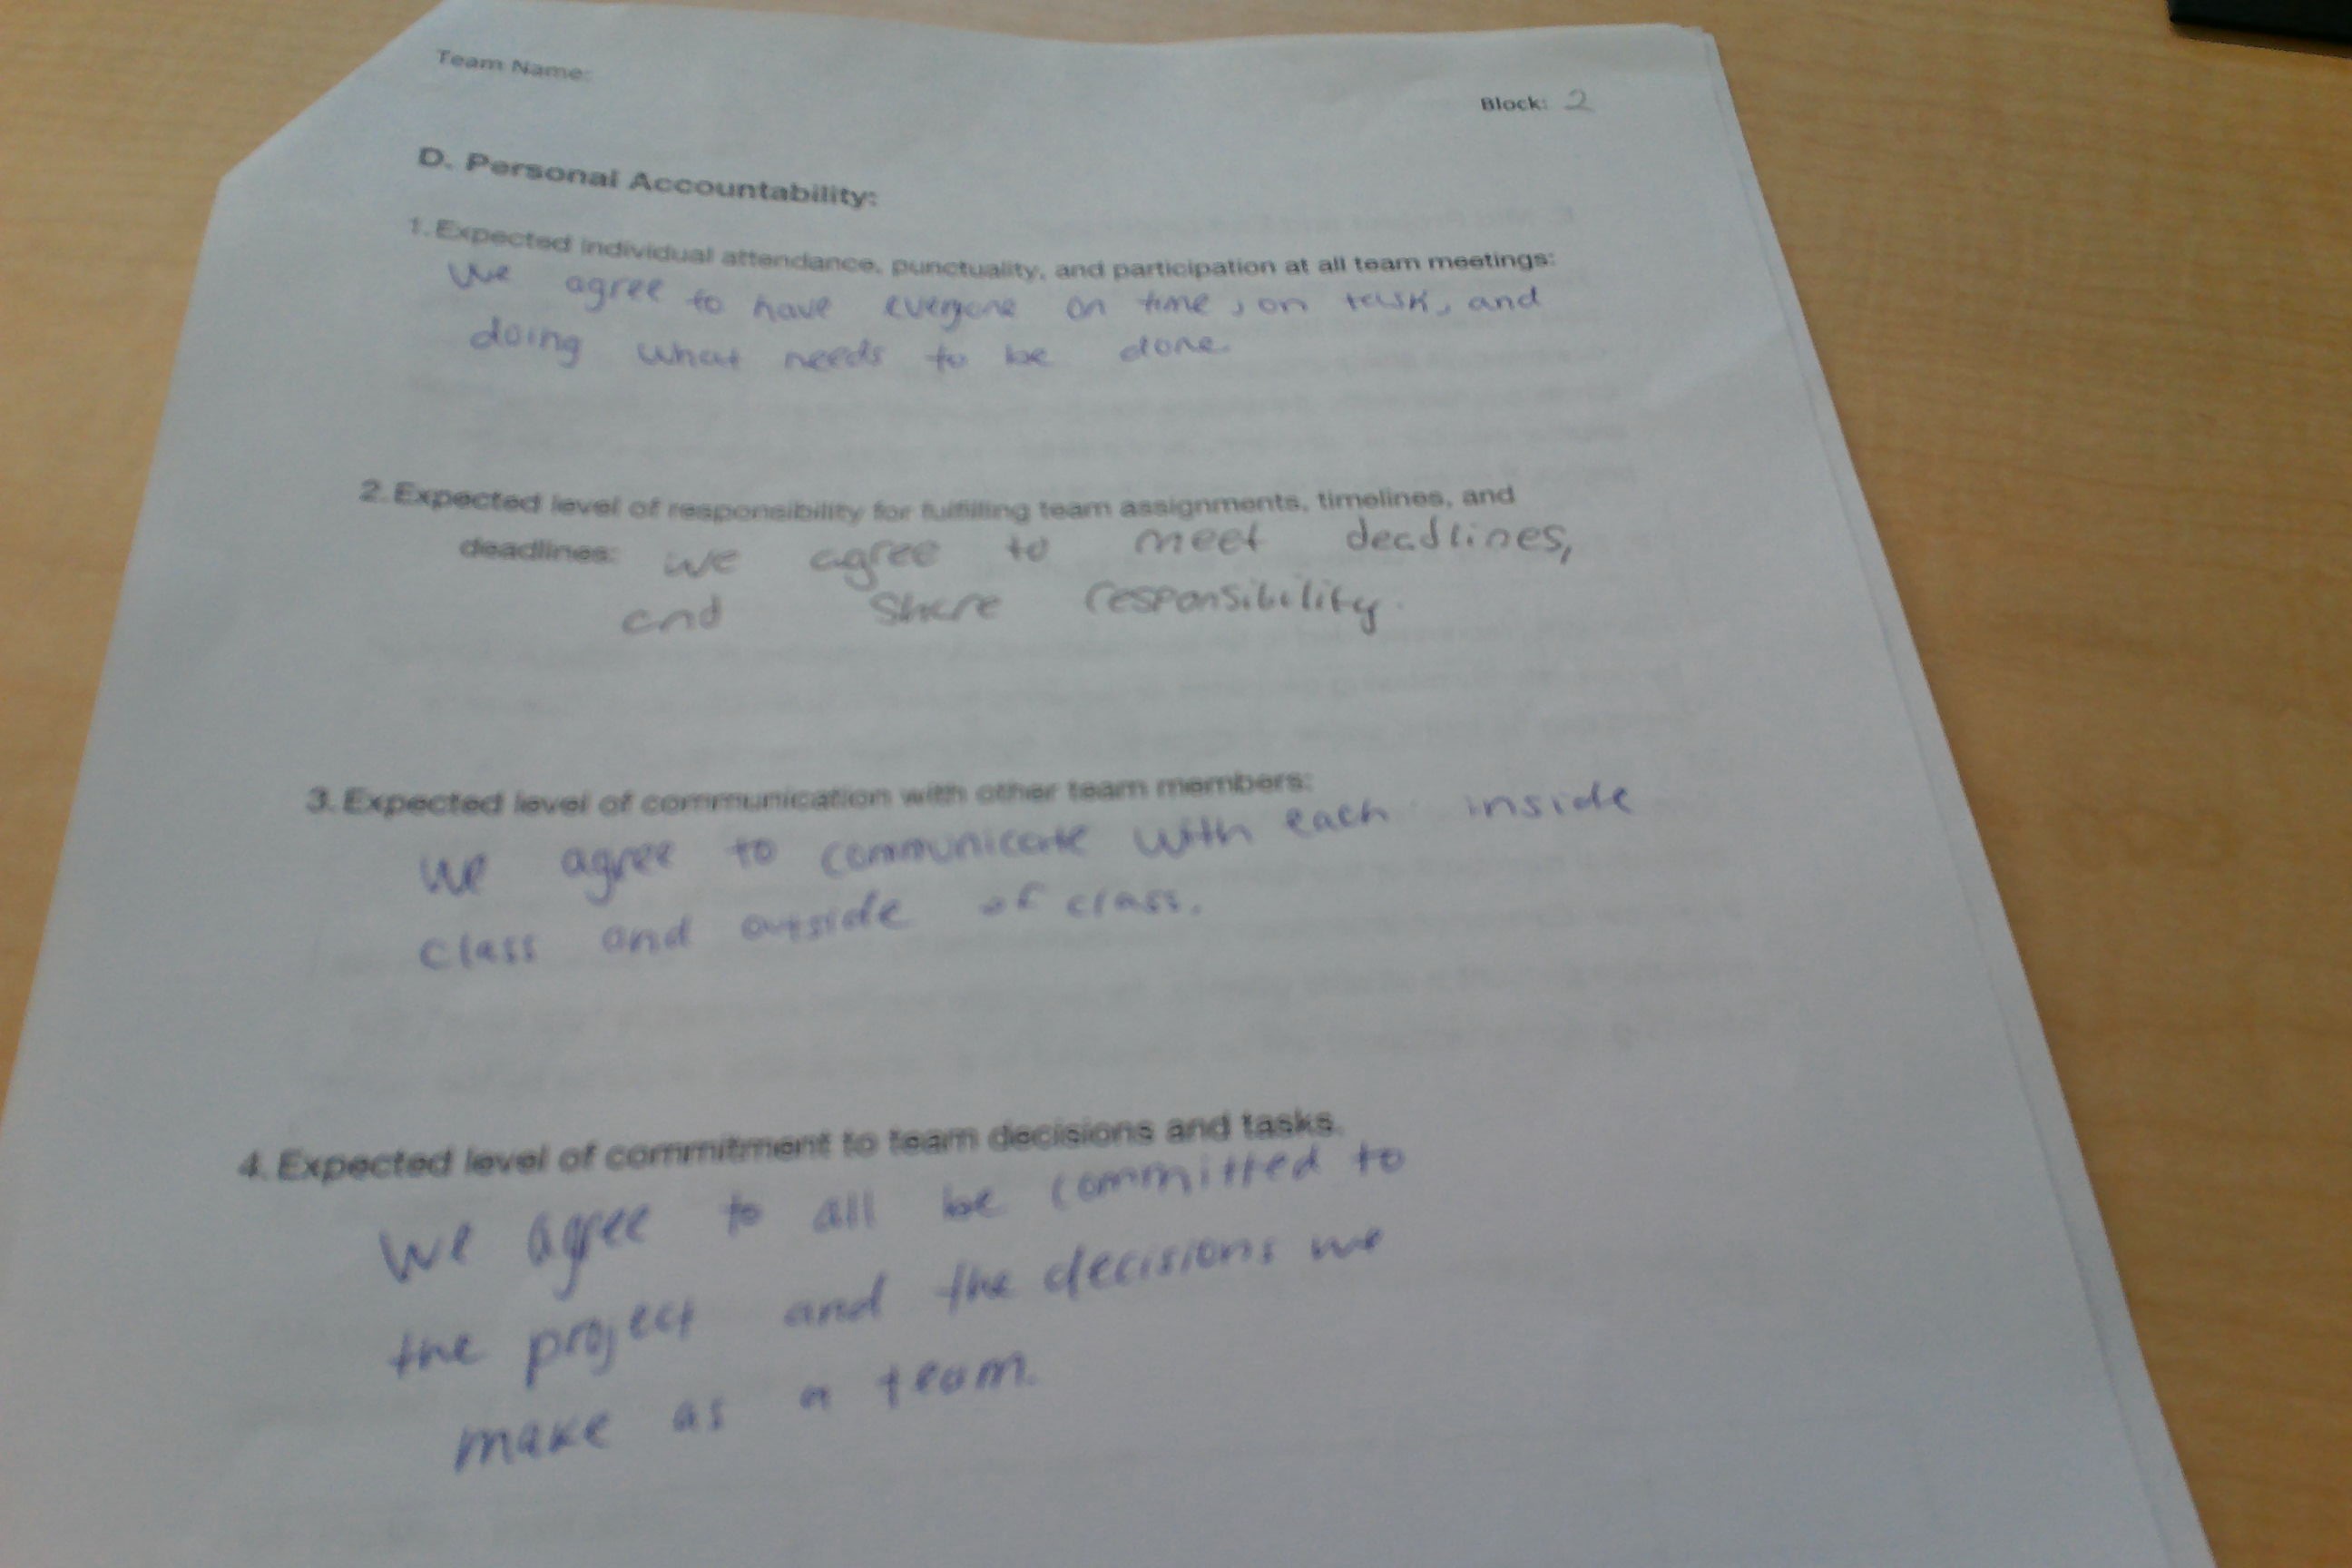 Team Name:
Block: 2
D. Personal Accountability:
1. Expected individual attendance, punctuality, and participation at all team meetings:
We agree to have everyone on time, on task, and
doing what needs to be done.
2. Expected level of responsibility for fulfilling team assignments, timelines, and
deadlines: we agree to meet deadlines,
and share responsibility.
3. Expected level of communication with other team members:
We agree to communicate with each inside
class and outside of class.
4. Expected level of commitment to team decisions and tasks.
We agree to all be committed to
the project and the decisions we
make as a team.